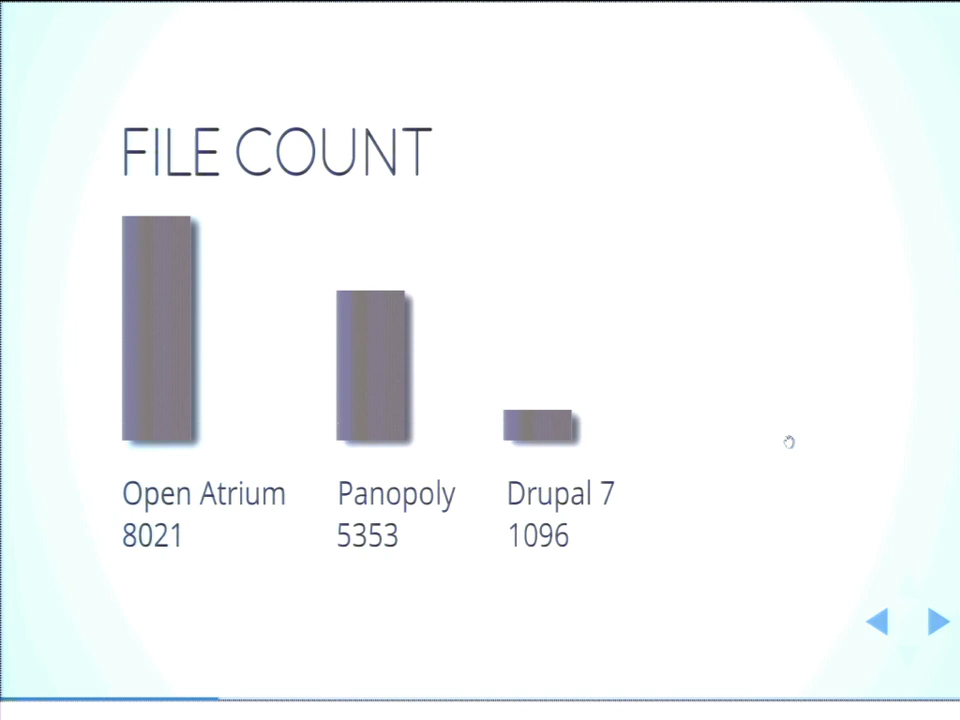 FILE COUNT
Open Atrium
8021
Panopoly
5353
Drupal 7
1096